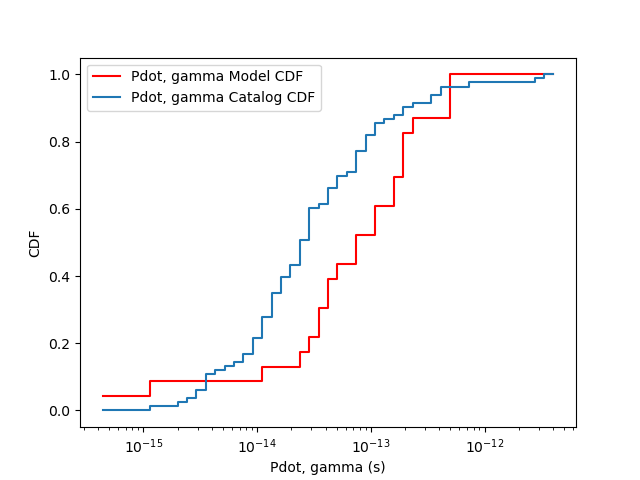 Pdot, gamma Model CDF
Pdot, gamma Catalog CDF
CDF
1.0
0.8
0.6
0.4
0.2
0.0
10⁻¹⁵ 10⁻¹⁴ 10⁻¹³ 10⁻¹²
Pdot, gamma (s)